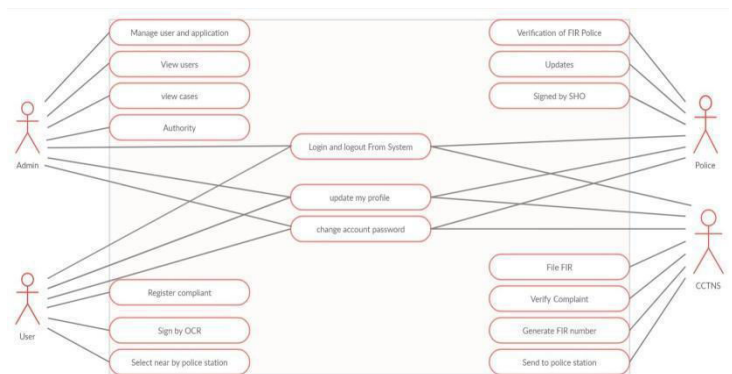 Manage user and application
Verification of FIR Police
View users
Updates
view cases
Signed by SHO
Authority
Admin
Login and logout From System
Police
update my profile
change account password
File FIR
CCTNS
Register compliant
Verify Complaint
User
Sign by OCR
Generate FIR number
Select near by police station
Send to police station